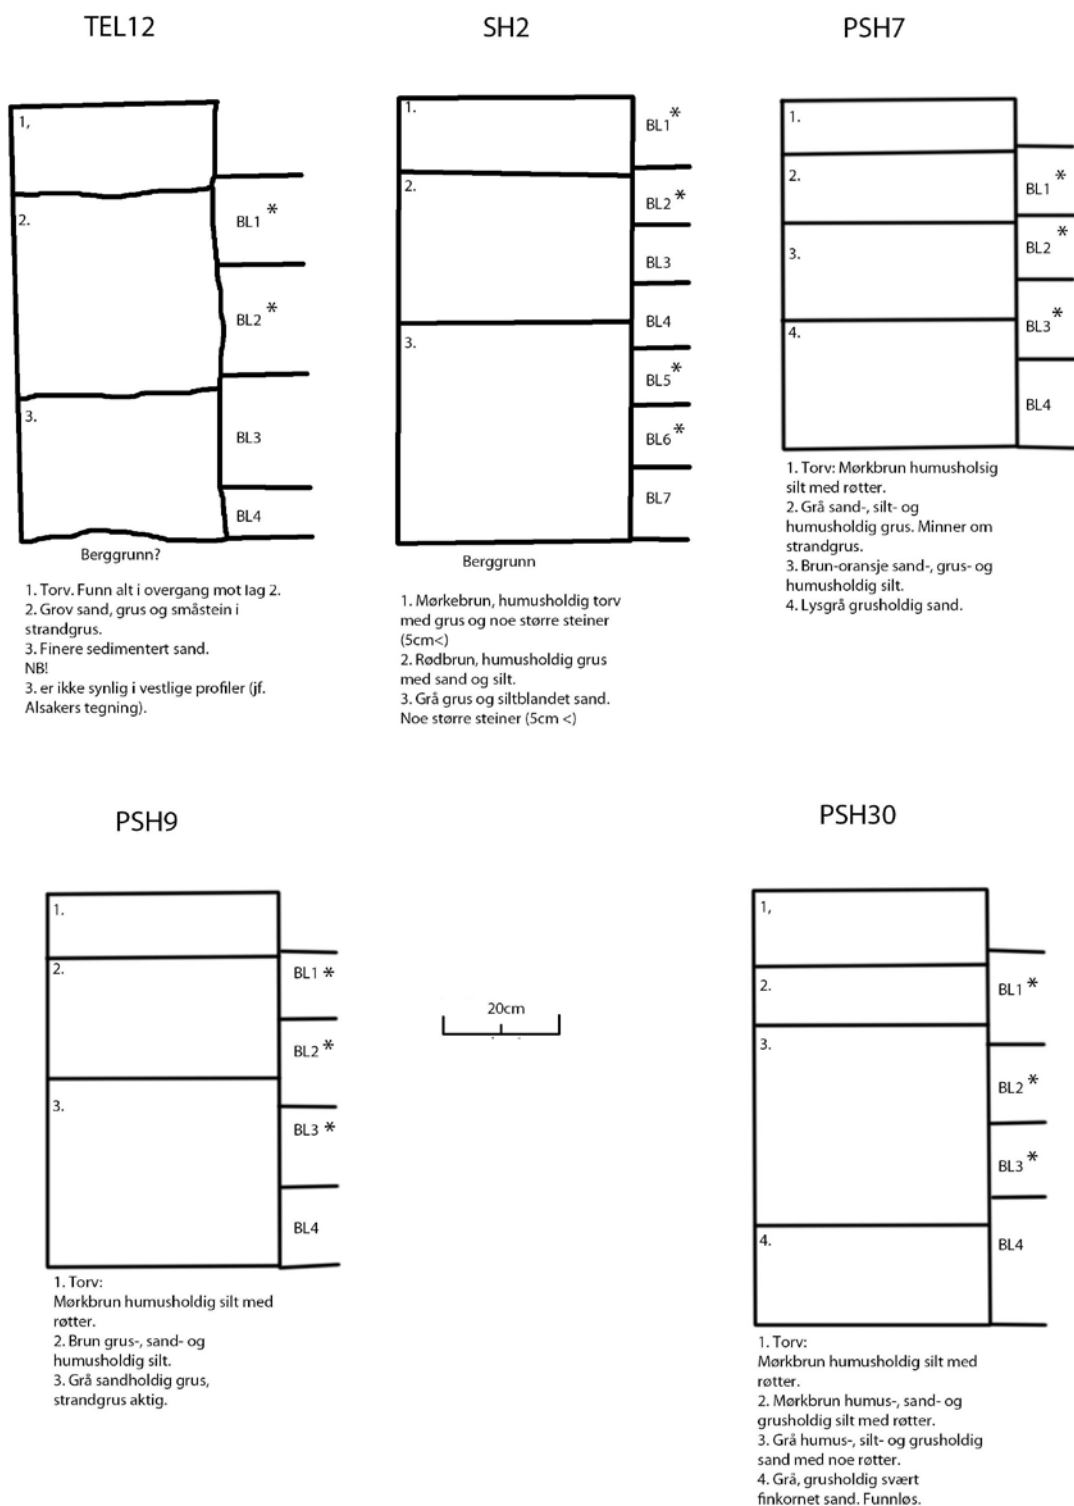 TEL12
1,
2.
3.
BL1 *
BL2 *
BL3
BL4
Berggrunn?
1. Torv. Funn alt i overgang mot lag 2.
2. Grov sand, grus og småstein i
strandgrus.
3. Finere sedimentert sand.
NB!
3. er ikke synlig i vestlige profiler (jf.
Alsakers tegning).
SH2
1.
2.
3.
BL1 *
BL2 *
BL3
BL4
BL5 *
BL6 *
BL7
Berggrunn
1. Mørkebrun, humusholdig torv
med grus og noe større steiner
(5cm<)
2. Rødbrun, humusholdig grus
med sand og silt.
3. Grå grus og siltblandet sand.
Noe større steiner (5cm <)
PSH7
1.
2.
3.
4.
BL1 *
BL2 *
BL3 *
BL4
1. Torv: Mørkbrun humusholsig
silt med røtter.
2. Grå sand-, silt- og
humusholdig grus. Minner om
strandgrus.
3. Brun-oransje sand-, grus- og
humusholdig silt.
4. Lysgrå grusholdig sand.
PSH9
1.
2.
3.
BL1 *
BL2 *
BL3 *
BL4
1. Torv:
Mørkbrun humusholdig silt med
røtter.
2. Brun grus-, sand- og
humusholdig silt.
3. Grå sandholdig grus,
strandgrus aktig.
20cm
PSH30
1,
2.
3.
4.
BL1 *
BL2 *
BL3 *
BL4
1. Torv:
Mørkbrun humusholdig silt med
røtter.
2. Mørkbrun humus-, sand- og
grusholdig silt med røtter.
3. Grå humus-, silt- og grusholdig
sand med noe røtter.
4. Grå, grusholdig svært
finkornet sand. Funnløs.